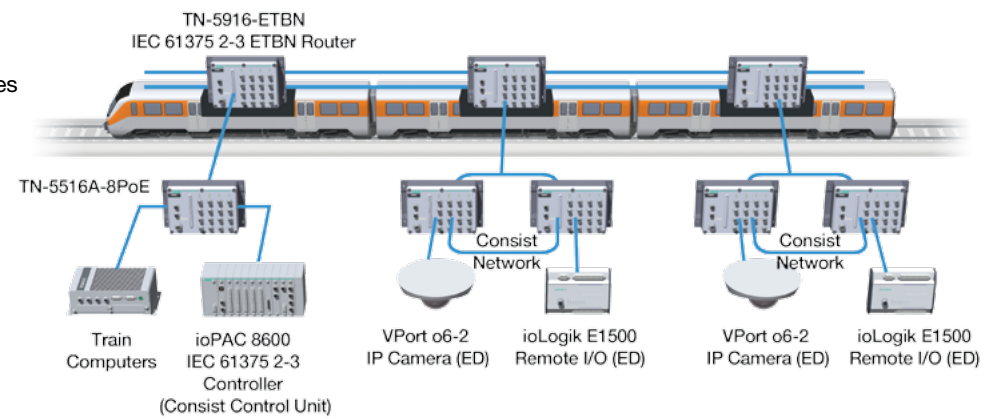 TN-5916-ETBN
IEC 61375 2-3 ETBN Router
es
TN-5516A-8PoE
Consist
Network
Consist
Network
Train
Computers
ioPAC 8600
IEC 61375 2-3
Controller
(Consist Control Unit)
VPort o6-2
IP Camera (ED)
ioLogik E1500
Remote I/O (ED)
VPort o6-2
IP Camera (ED)
ioLogik E1500
Remote I/O (ED)